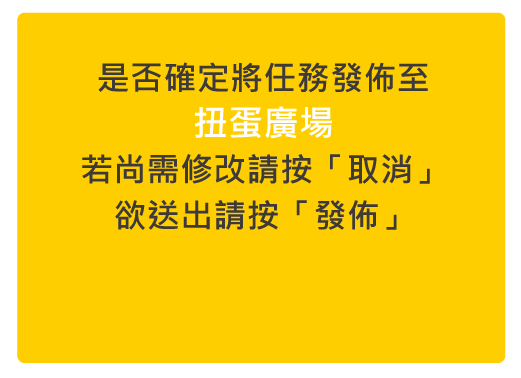 是否確定將任務發佈至
扭蛋廣場
若尚需修改請按「取消」
欲送出請按「發佈」